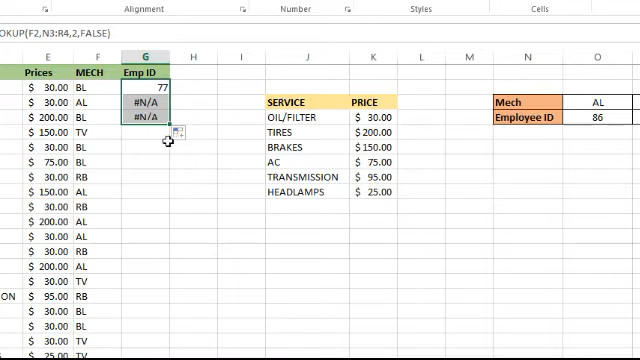 Alignment Number Styles Cells
OKUP(F2,N3:R4,2,FALSE)
E F G H I J K L M N O
Prices MECH Emp ID
$ 30.00 BL 77
$ 30.00 AL #N/A SERVICE PRICE Mech AL
$ 200.00 BL #N/A OIL/FILTER $ 30.00 Employee ID 86
$ 150.00 TV TIRES $ 200.00
$ 30.00 BL BRAKES $ 150.00
$ 75.00 BL AC $ 75.00
$ 30.00 RB TRANSMISSION $ 95.00
$ 150.00 AL HEADLAMPS $ 25.00
$ 30.00 RB
$ 200.00 AL
$ 30.00 AL
$ 30.00 RB
$ 200.00 AL
$ 30.00 TV
ON $ 95.00 RB
$ 30.00 BL
$ 30.00 BL
$ 30.00 TV
$ 25.00 TV